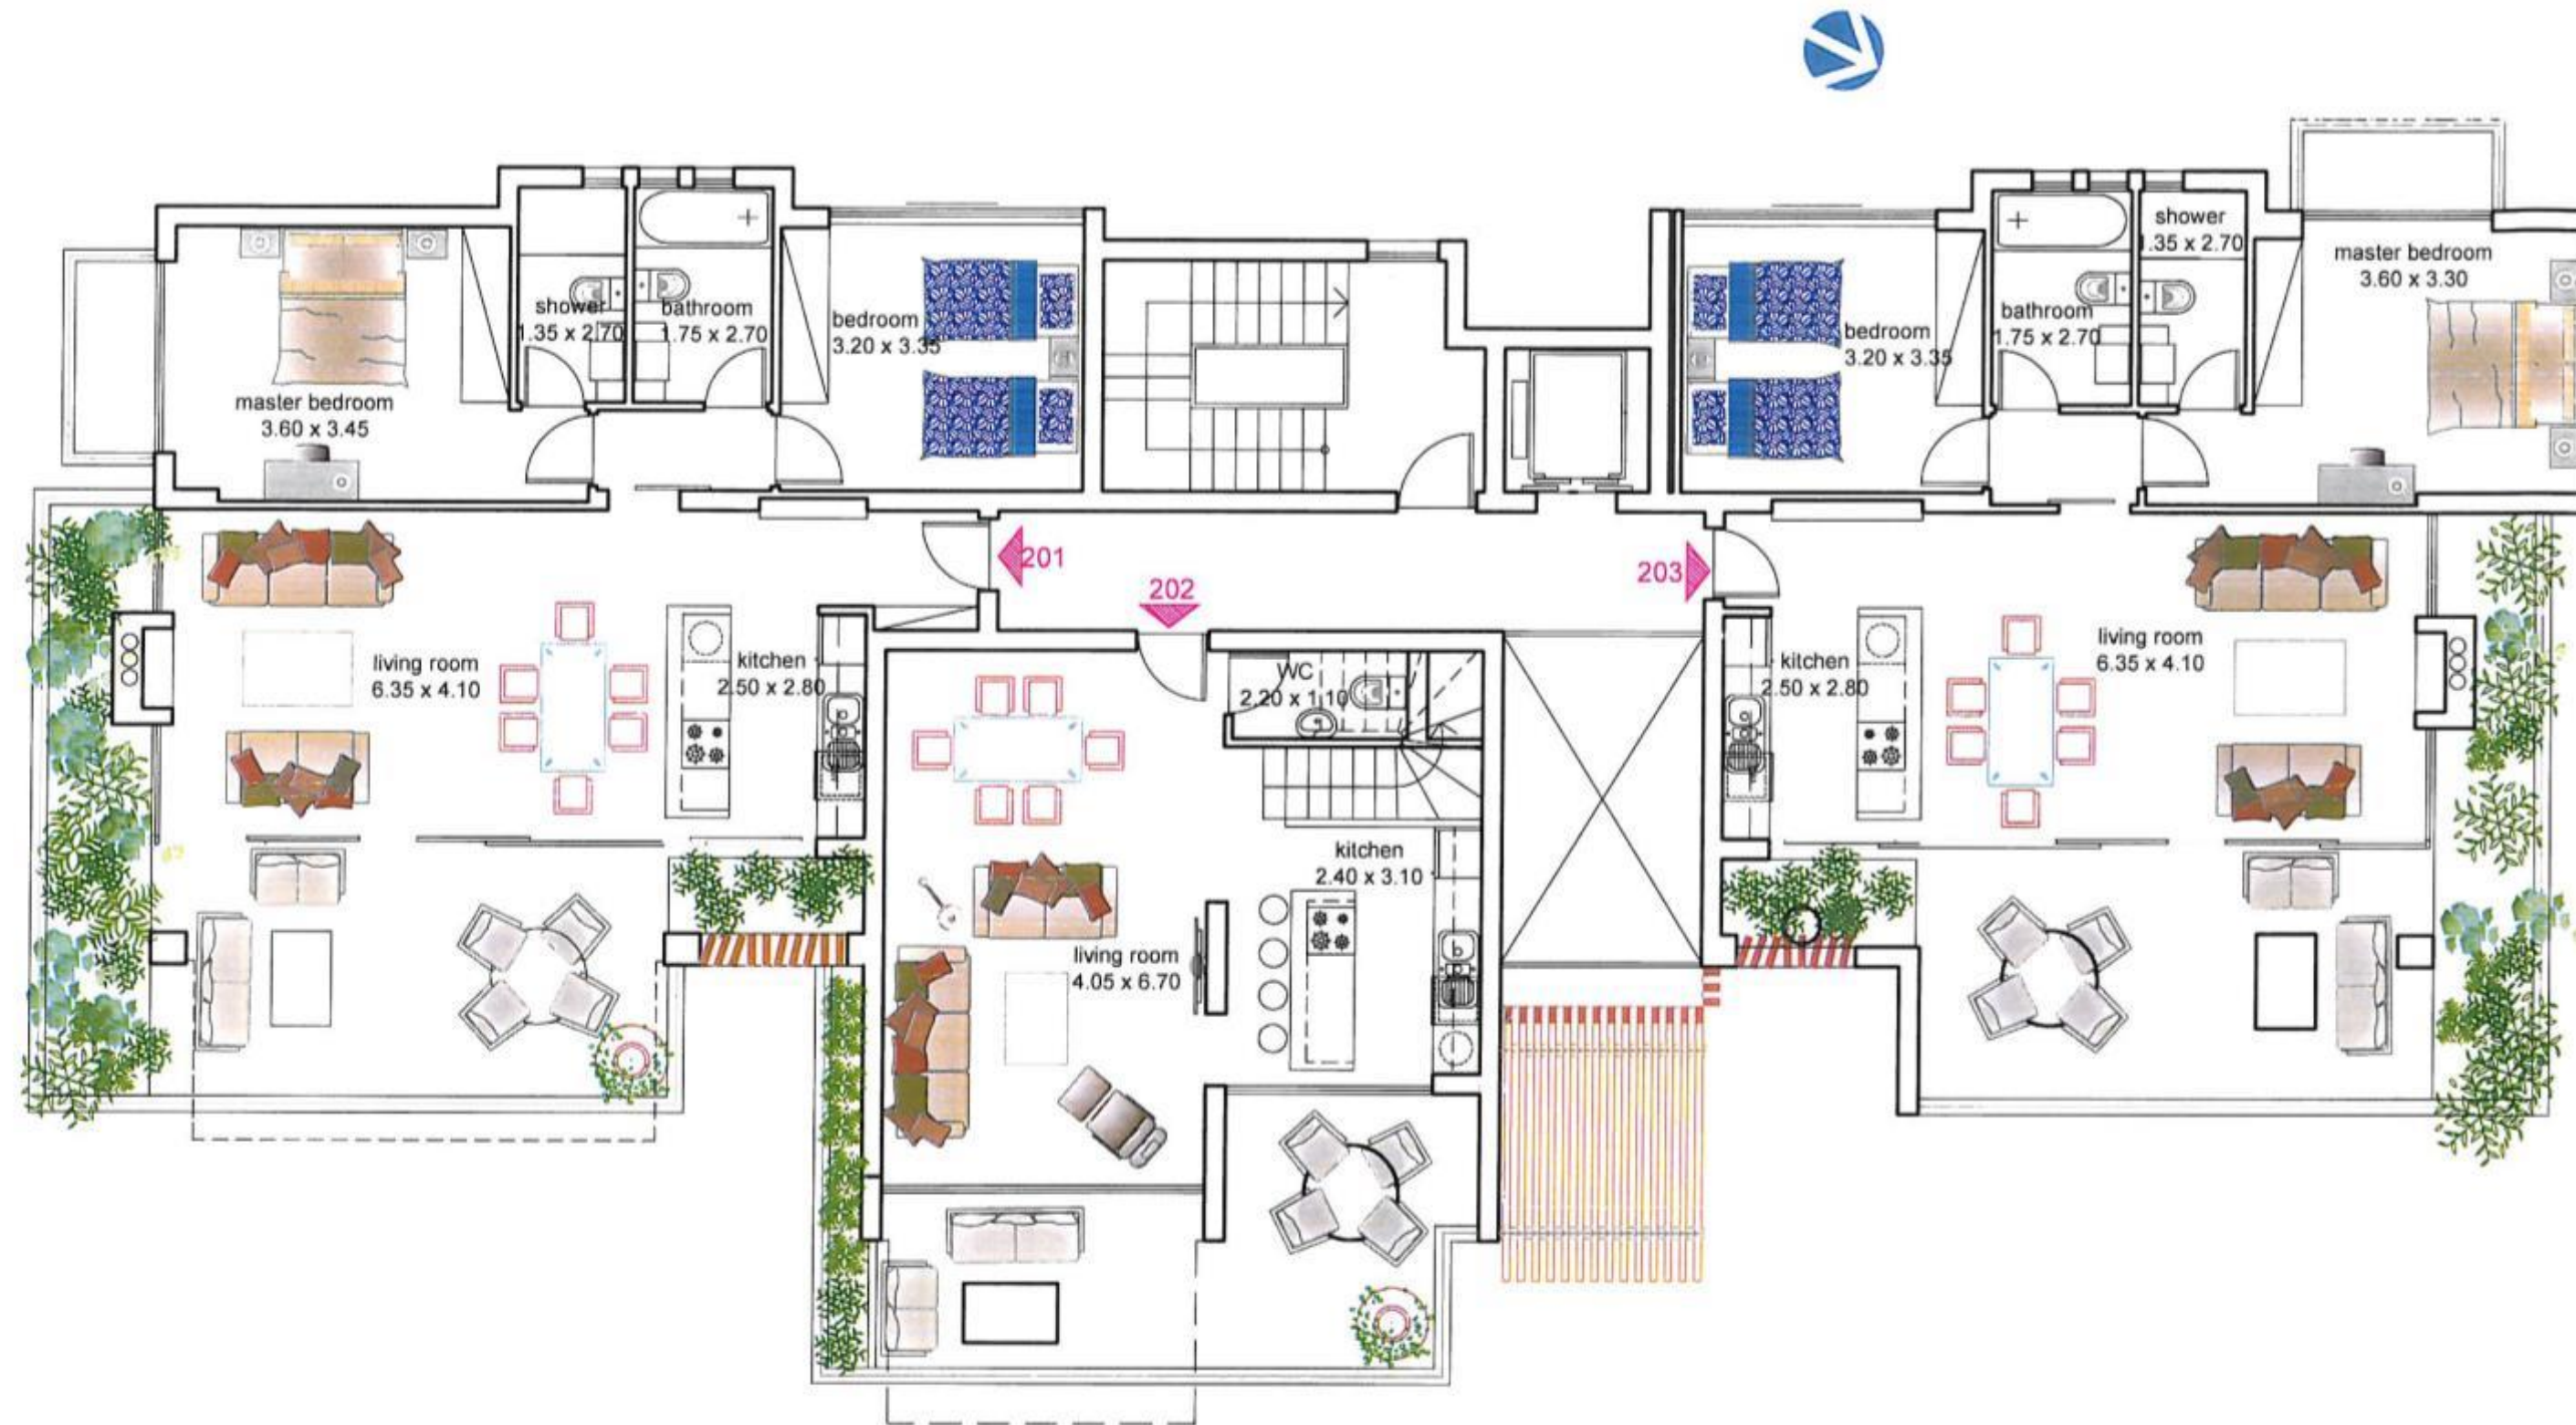 shower
1.35 x 2.70
bathroom
1.75 x 2.70
bedroom
3.20 x 3.35
master bedroom
3.60 x 3.45
bedroom
3.20 x 3.35
bathroom
1.75 x 2.70
shower
1.35 x 2.70
master bedroom
3.60 x 3.30
201
202
203
living room
6.35 x 4.10
kitchen
2.50 x 2.80
WC
2.20 x 1.10
kitchen
2.50 x 2.80
living room
6.35 x 4.10
kitchen
2.40 x 3.10
living room
4.05 x 6.70